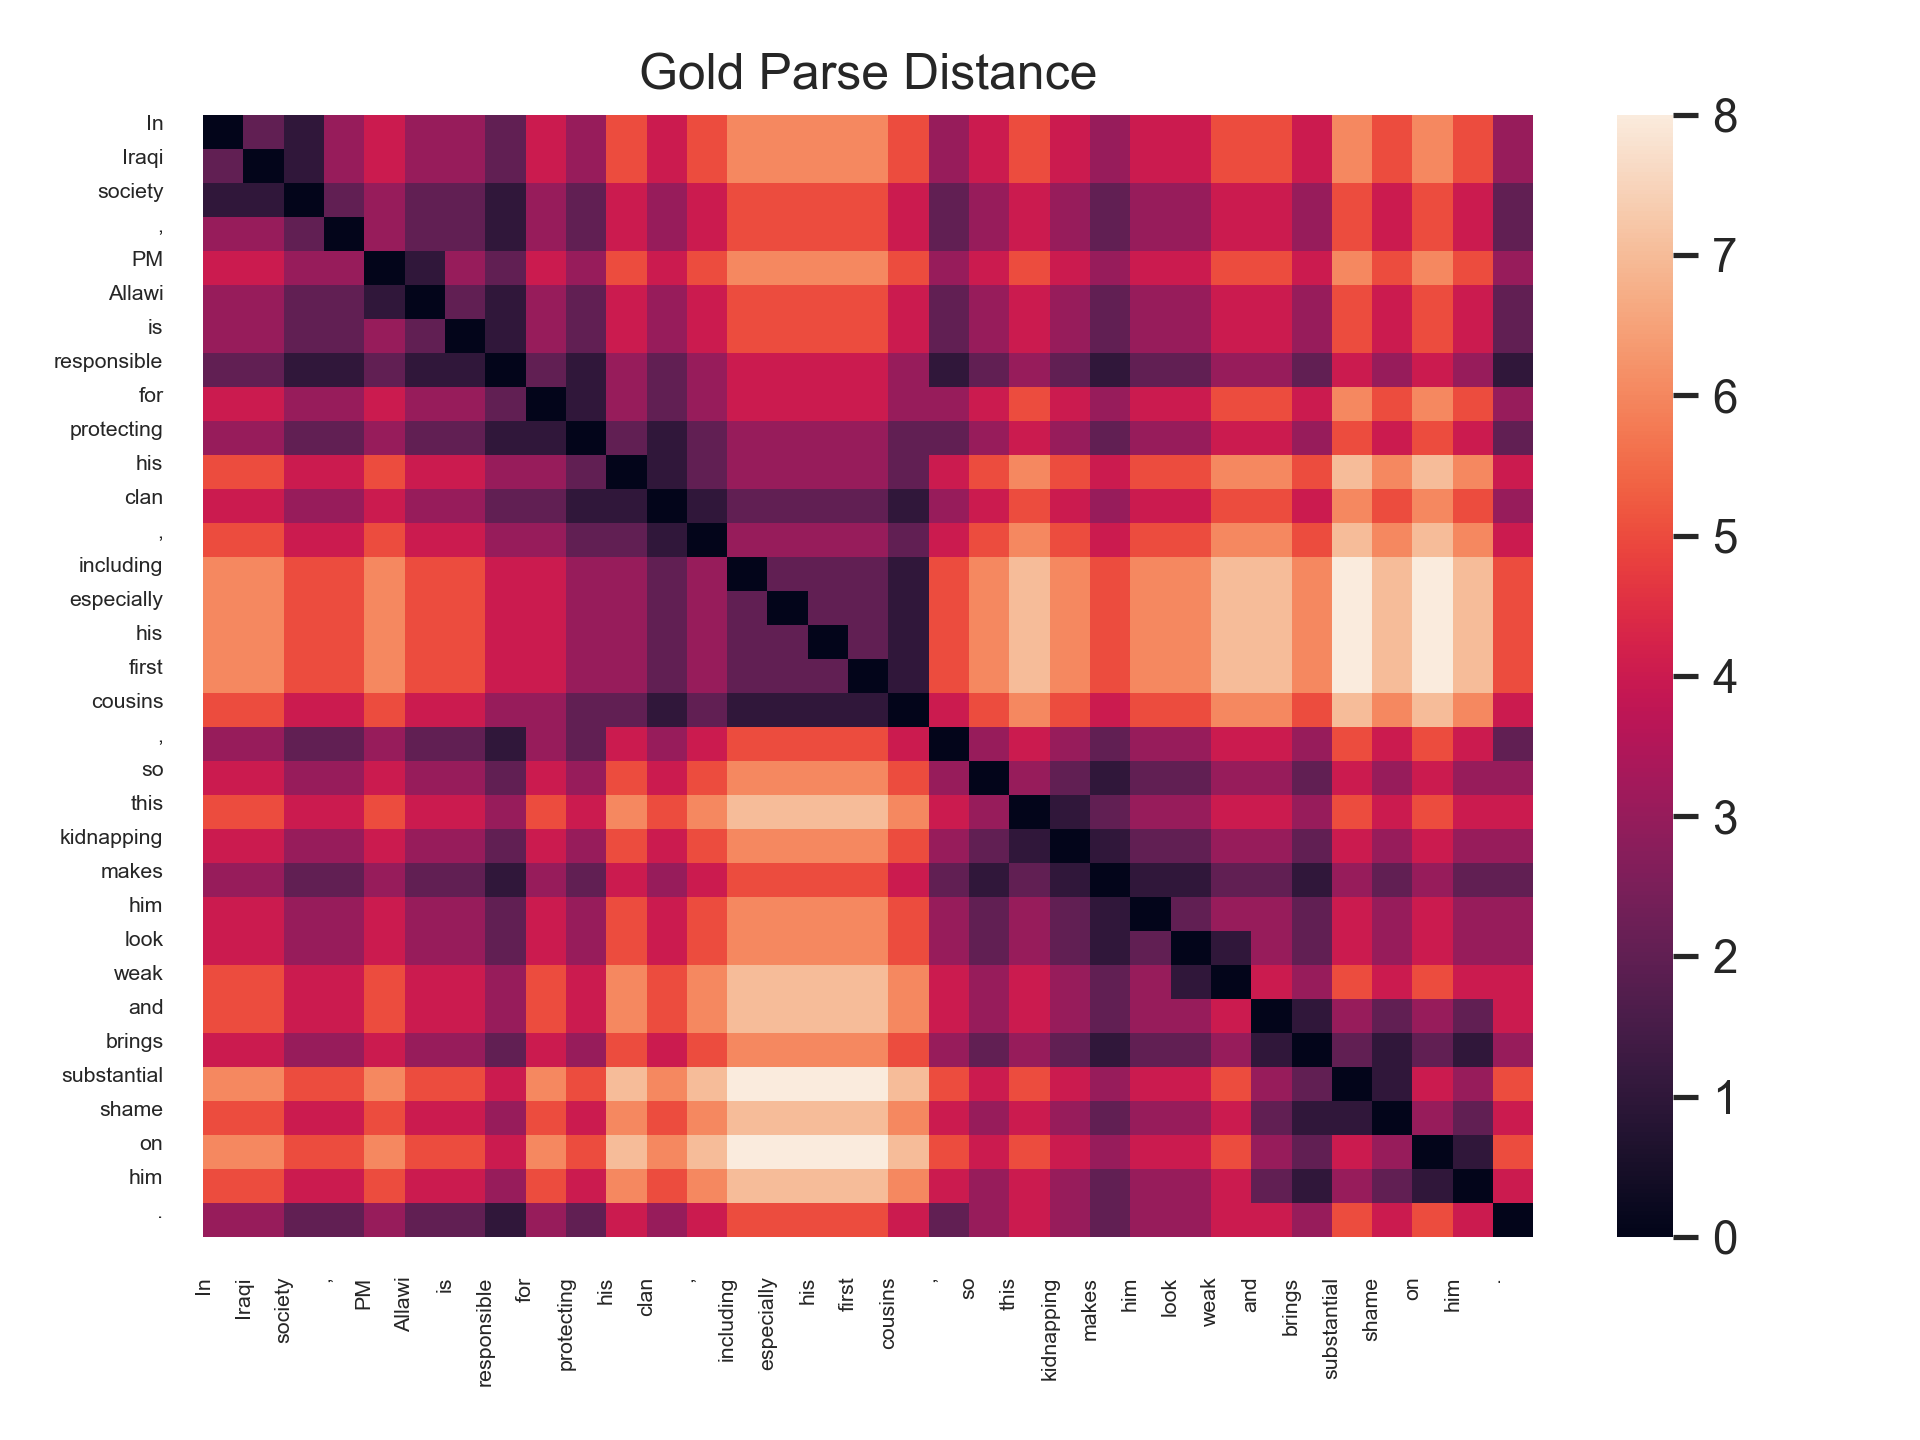 Gold Parse Distance
In
Iraqi
society
,
PM
Allawi
is
responsible
for
protecting
his
clan
,
including
especially
his
first
cousins
,
so
this
kidnapping
makes
him
look
weak
and
brings
substantial
shame
on
him
.
In
Iraqi
society
,
PM
Allawi
is
responsible
for
protecting
his
clan
,
including
especially
his
first
cousins
,
so
this
kidnapping
makes
him
look
weak
and
brings
substantial
shame
on
him
.
8
7
6
5
4
3
2
1
0